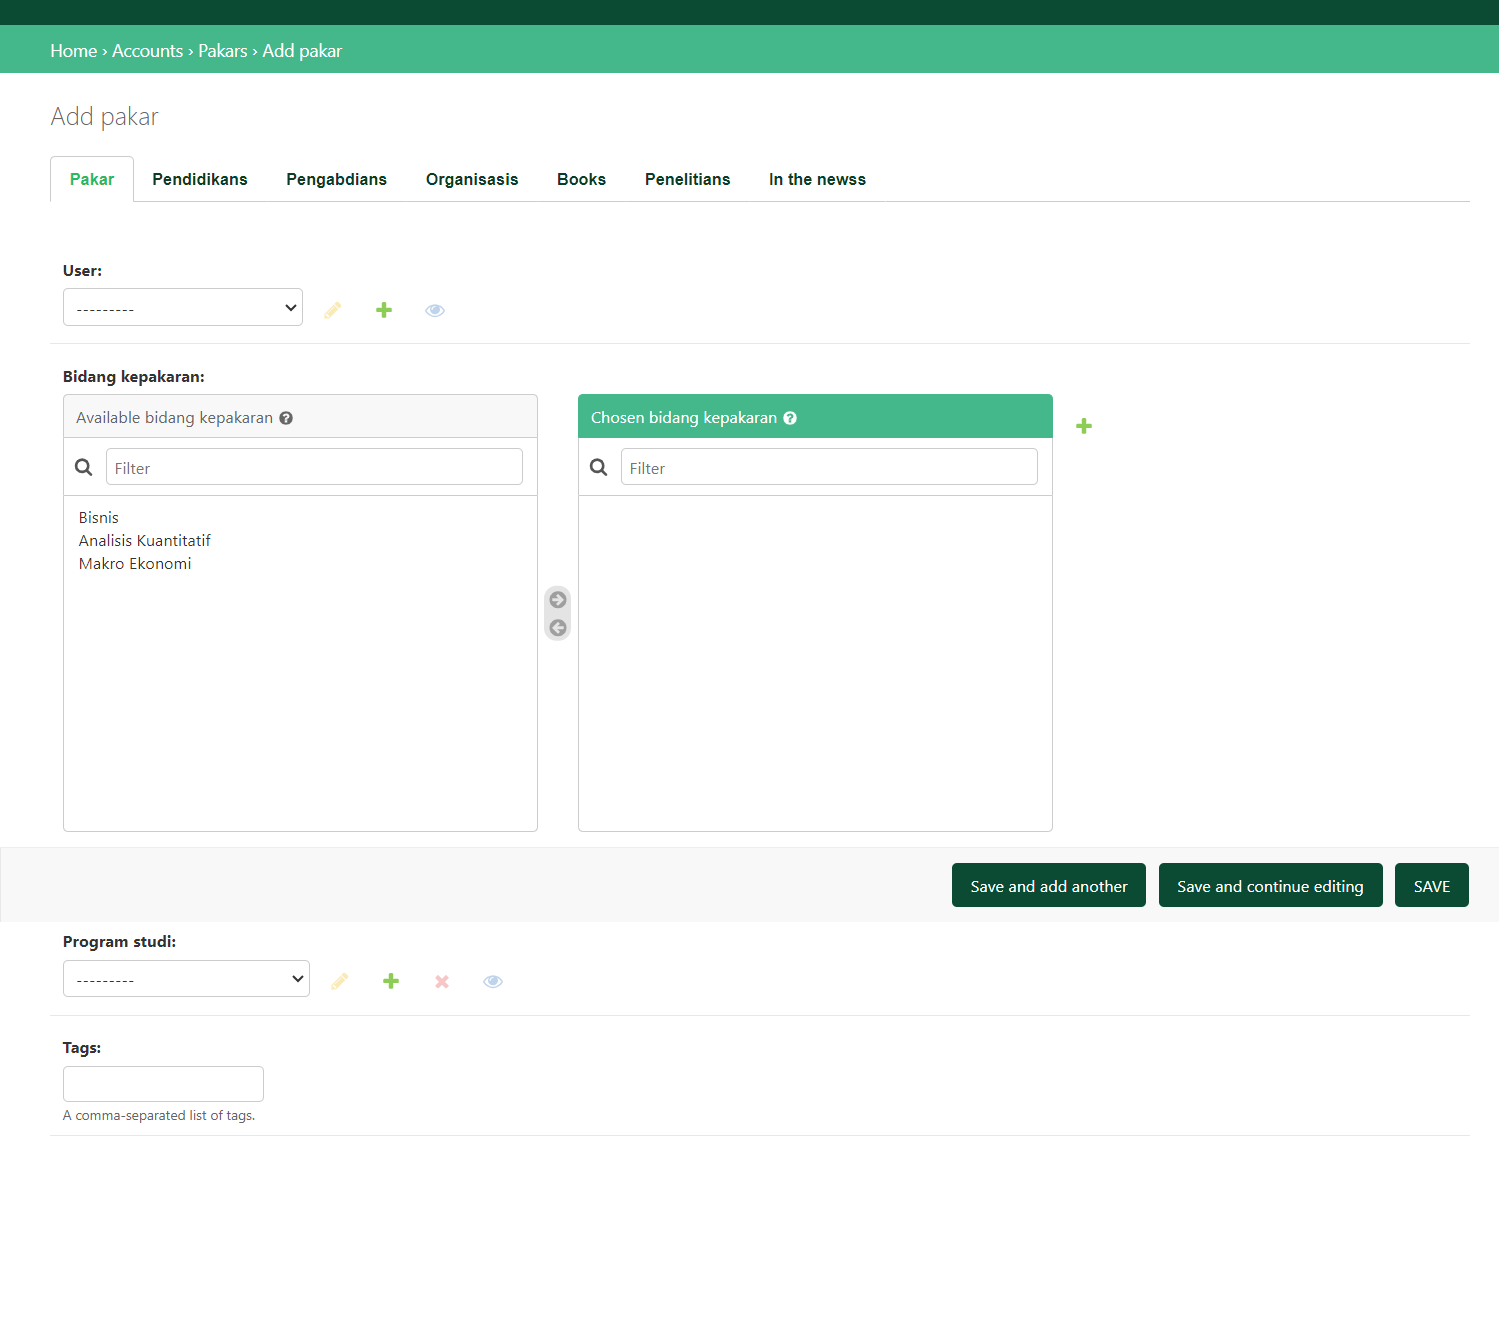 Home › Accounts › Pakars › Add pakar
Add pakar
Pakar Pendidikans Pengabdians Organisasis Books Penelitians In the newss
User:
---------
Bidang kepakaran:
Available bidang kepakaran ?
Chosen bidang kepakaran ?
Filter
Filter
Bisnis
Analisis Kuantitatif
Makro Ekonomi
Save and add another Save and continue editing SAVE
Program studi:
---------
Tags:
A comma-separated list of tags.